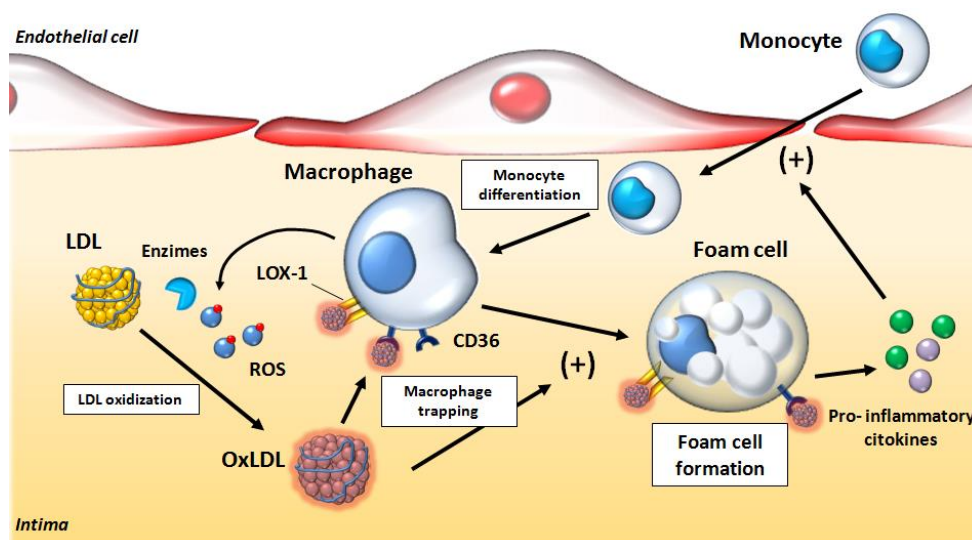 Endothelial cell
Monocyte
Macrophage
Monocyte
differentiation
(+)
LDL
Enzimes
LOX-1
Foam cell
ROS
CD36
(+)
LDL oxidization
Macrophage
trapping
OxLDL
Foam cell
formation
Pro- inflammatory
citokines
Intima